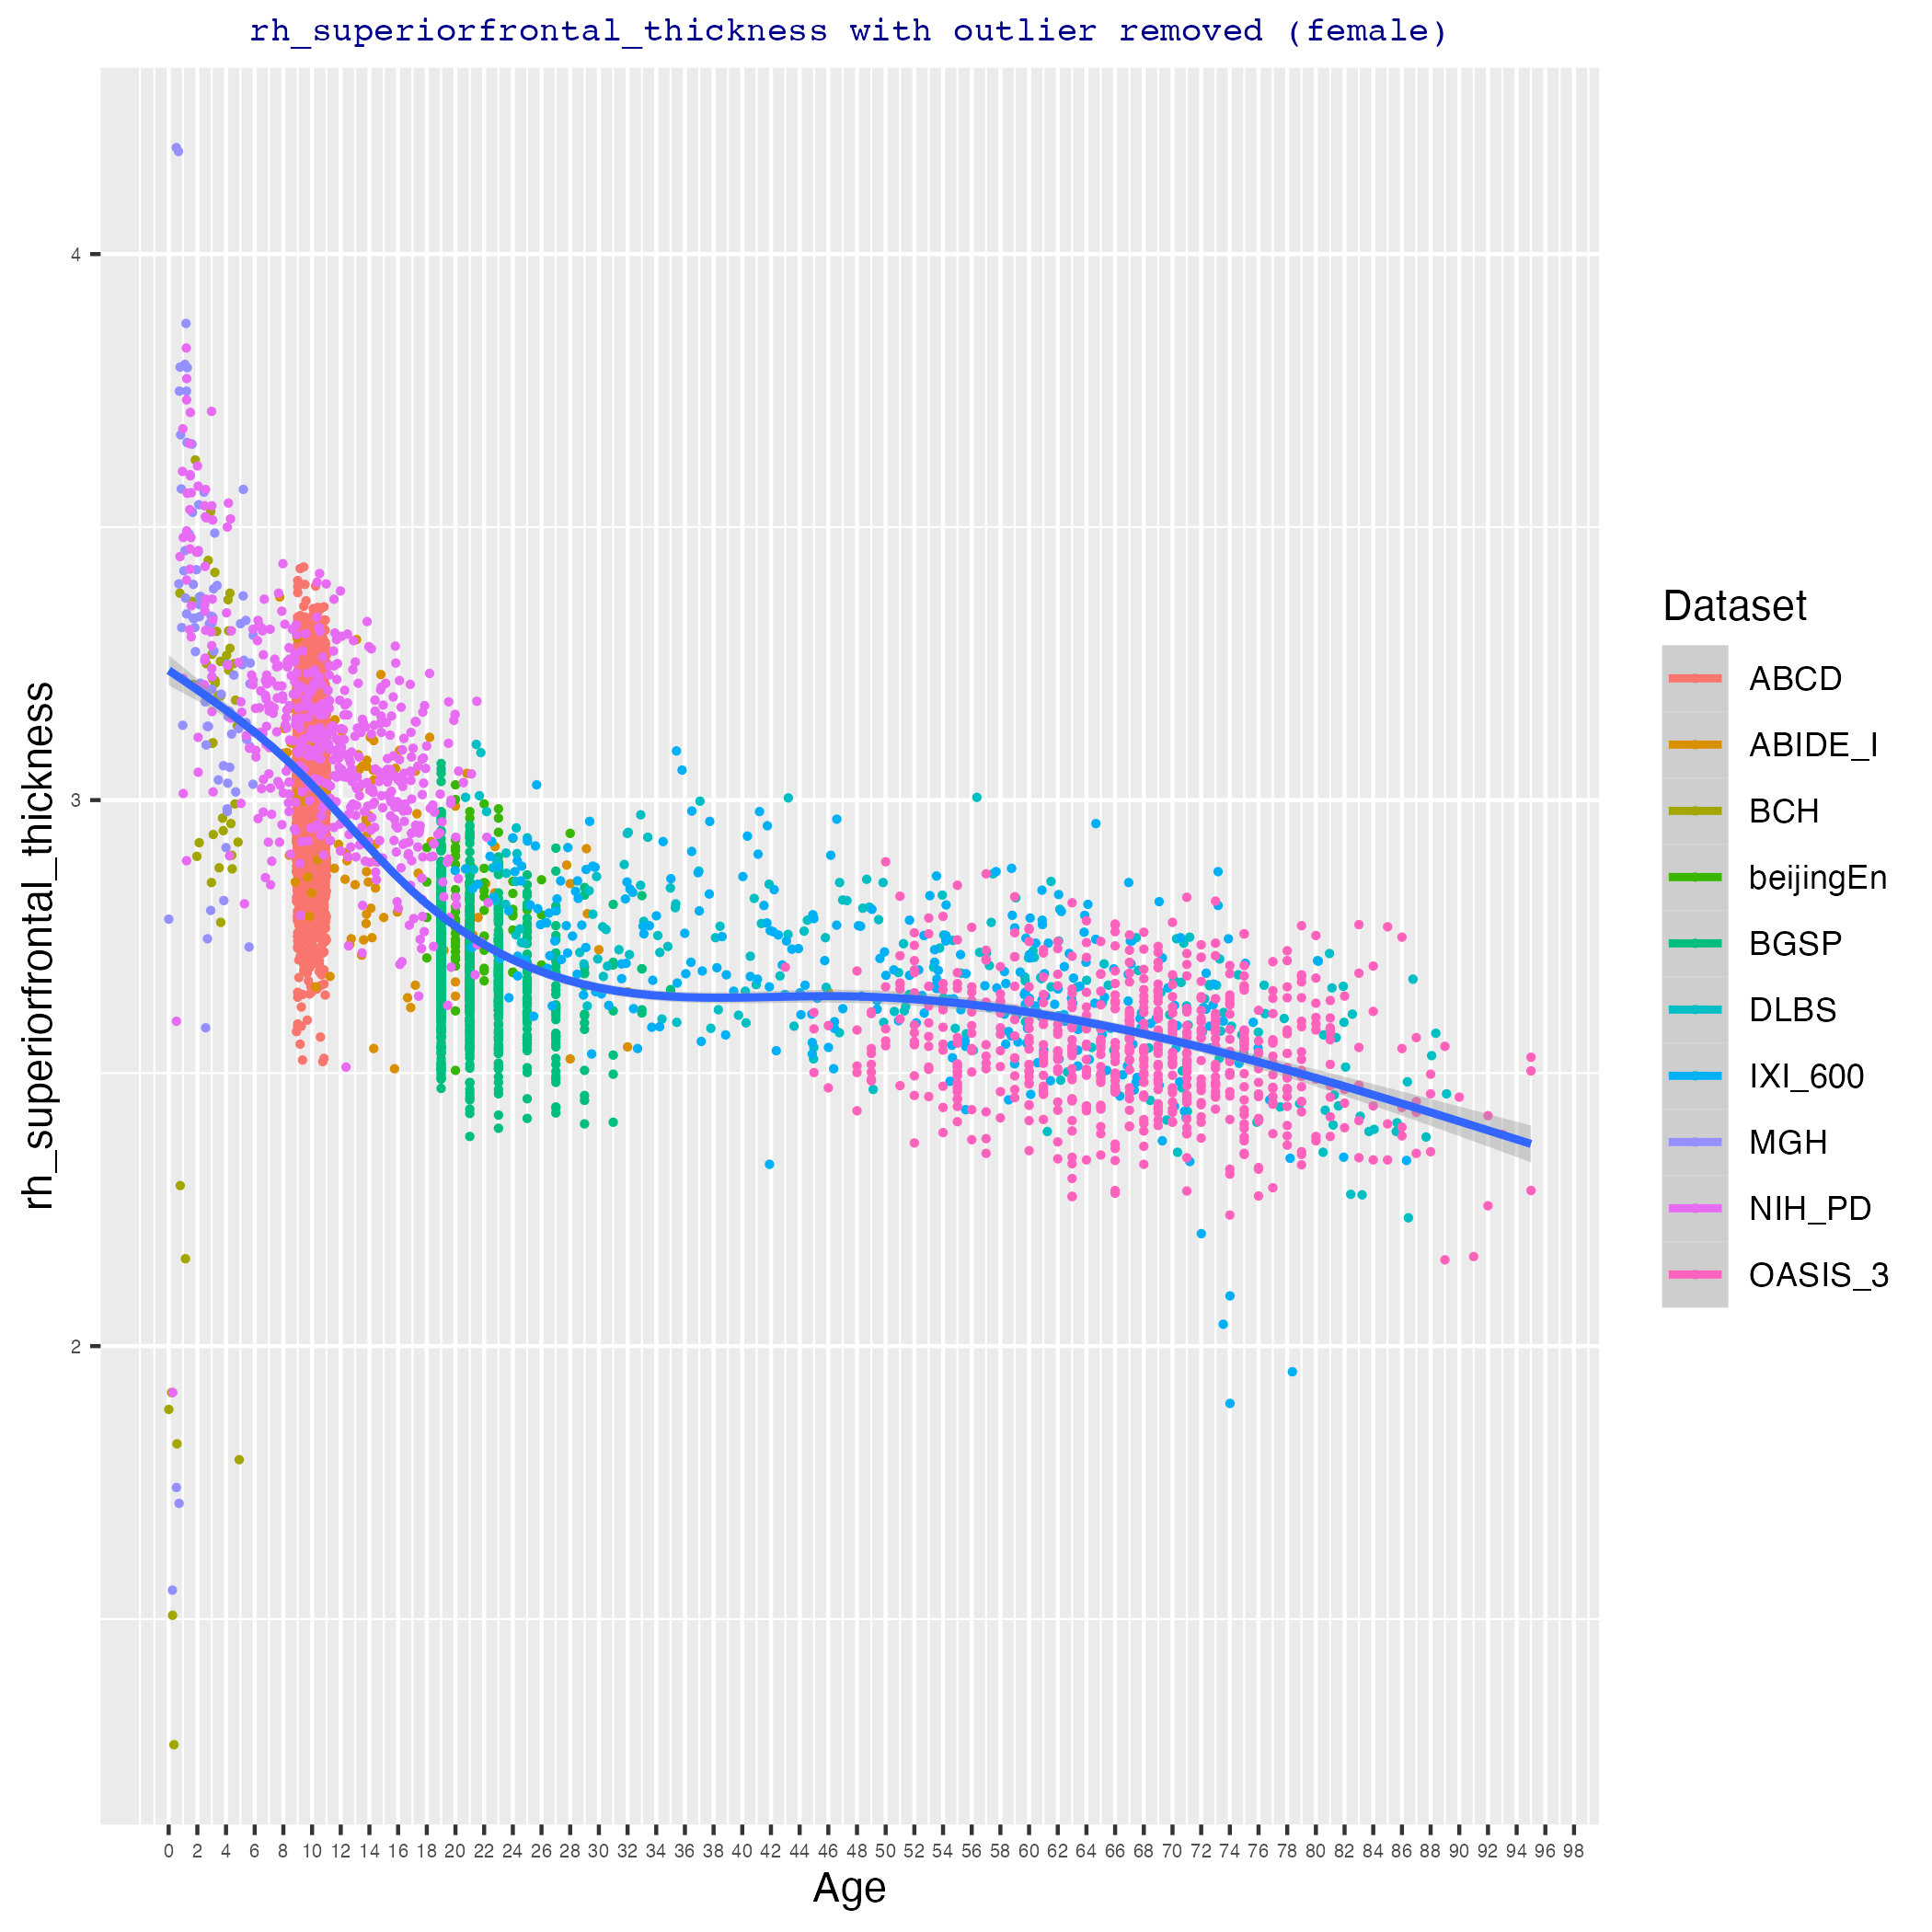 rh_superiorfrontal_thickness with outlier removed (female)
rh_superiorfrontal_thickness
4
3
2
0 2 4 6 8 10 12 14 16 18 20 22 24 26 28 30 32 34 36 38 40 42 44 46 48 50 52 54 56 58 60 62 64 66 68 70 72 74 76 78 80 82 84 86 88 90 92 94 96 98
Age
Dataset
ABCD
ABIDE_I
BCH
beijingEn
BGSP
DLBS
IXI_600
MGH
NIH_PD
OASIS_3